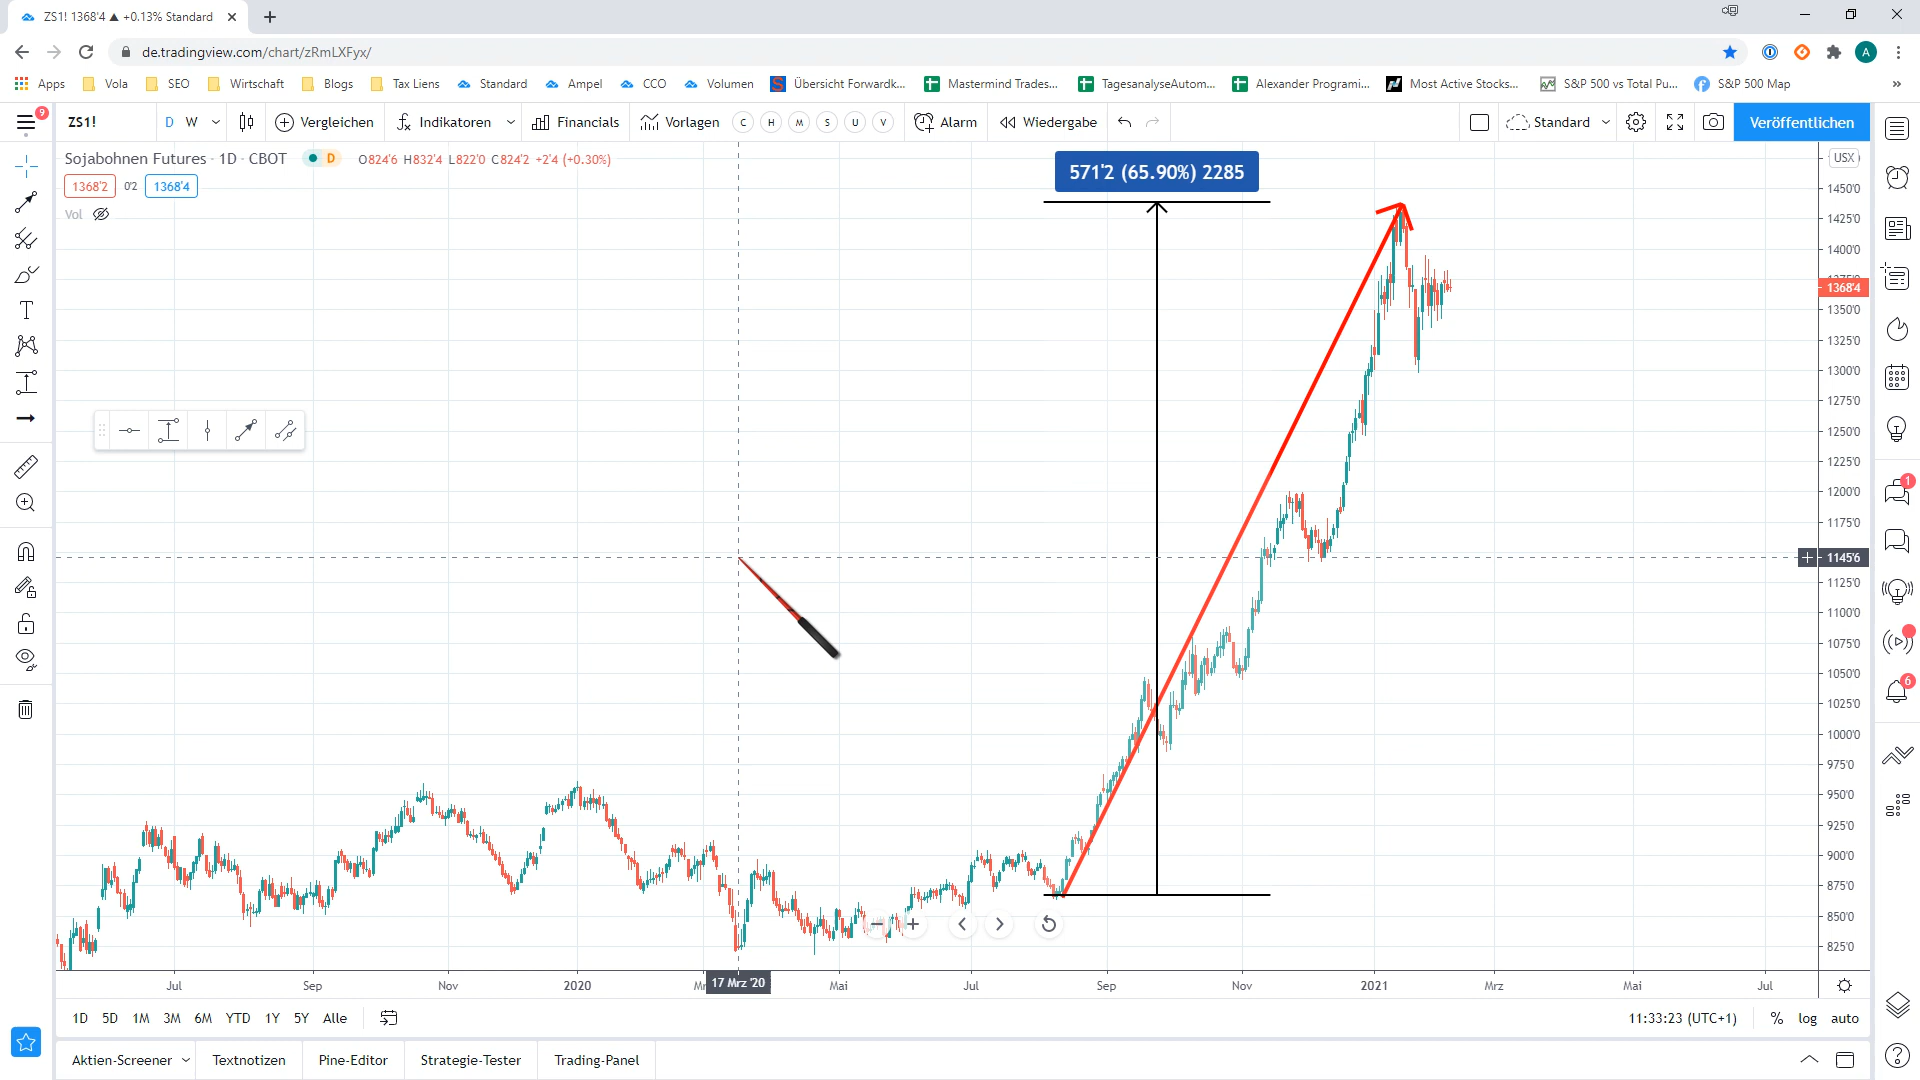 ZS1! 1368'4 ▲ +0.13% Standard
de.tradingview.com/chart/zRmLXFyx/
A
Apps Vola SEO Wirtschaft Blogs Tax Liens Standard Ampel CCO Volumen Übersicht Forwardk... Mastermind Trades... TagesanalyseAutom... Alexander Programi... Most Active Stocks... S&P 500 vs Total Pu... S&P 500 Map »
9 ZS1! D W Vergleichen Indikatoren Financials Vorlagen C H M S U V Alarm Wiedergabe Standard Veröffentlichen
Sojabohnen Futures · 1D · CBOT D O824'6 H832'4 L822'0 C824'2 +2'4 (+0.30%)
USX
1368'2 0'2 1368'4
Vol
571'2 (65.90%) 2285
1450'0
1425'0
1400'0
1368'4
1350'0
1325'0
1300'0
1275'0
1250'0
1225'0
1200'0
1175'0
1145'6
1125'0
1100'0
1075'0
1050'0
1025'0
1000'0
975'0
950'0
925'0
900'0
875'0
850'0
825'0
1
6
Jul Sep Nov 2020 17 Mrz '20 Mai Jul Sep Nov 2021 Mrz Mai Jul
1D 5D 1M 3M 6M YTD 1Y 5Y Alle 11:33:23 (UTC+1) % log auto
Aktien-Screener Textnotizen Pine-Editor Strategie-Tester Trading-Panel